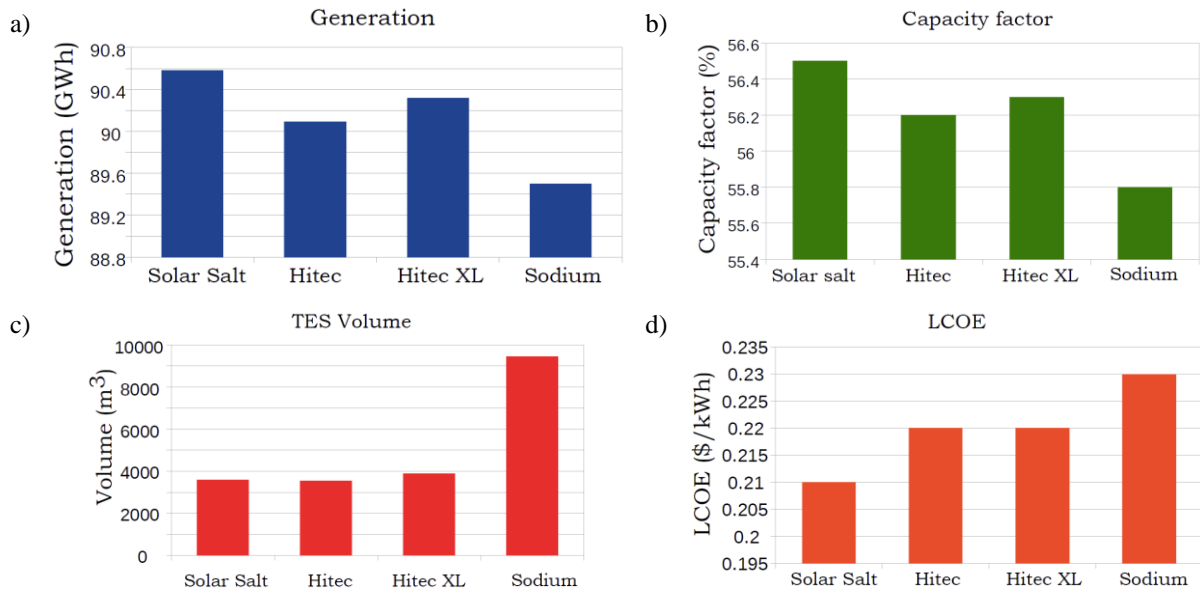 a)
Generation
Generation (GWh)
90.8
90.4
90
89.6
89.2
88.8
Solar Salt Hitec Hitec XL Sodium
b)
Capacity factor
Capacity factor (%)
56.6
56.4
56.2
56
55.8
55.6
55.4
Solar salt Hitec Hitec XL Sodium
c)
TES Volume
Volume (m³)
10000
8000
6000
4000
2000
0
Solar Salt Hitec Hitec XL Sodium
d)
LCOE
LCOE ($/kWh)
0.235
0.23
0.225
0.22
0.215
0.21
0.205
0.2
0.195
Solar Salt Hitec Hitec XL Sodium